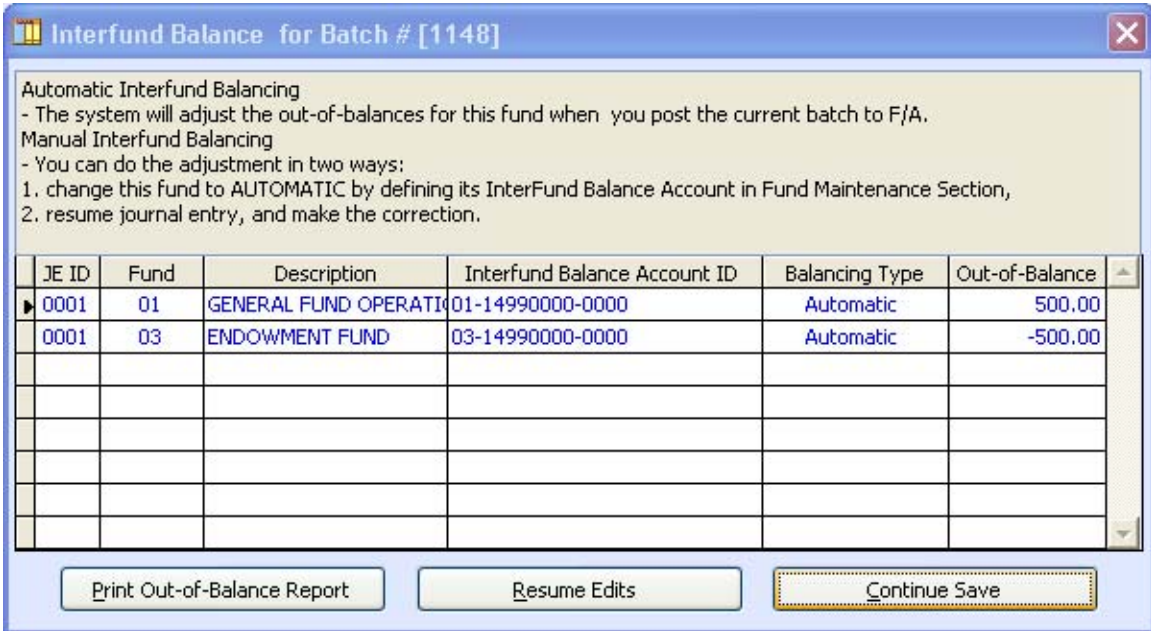 Interfund Balance for Batch # [1148]
Automatic Interfund Balancing
- The system will adjust the out-of-balances for this fund when you post the current batch to F/A.
Manual Interfund Balancing
- You can do the adjustment in two ways:
1. change this fund to AUTOMATIC by defining its InterFund Balance Account in Fund Maintenance Section,
2. resume journal entry, and make the correction.
JE ID Fund Description Interfund Balance Account ID Balancing Type Out-of-Balance
0001 01 GENERAL FUND OPERATI 01-14990000-0000 Automatic 500.00
0001 03 ENDOWMENT FUND 03-14990000-0000 Automatic -500.00
Print Out-of-Balance Report Resume Edits Continue Save